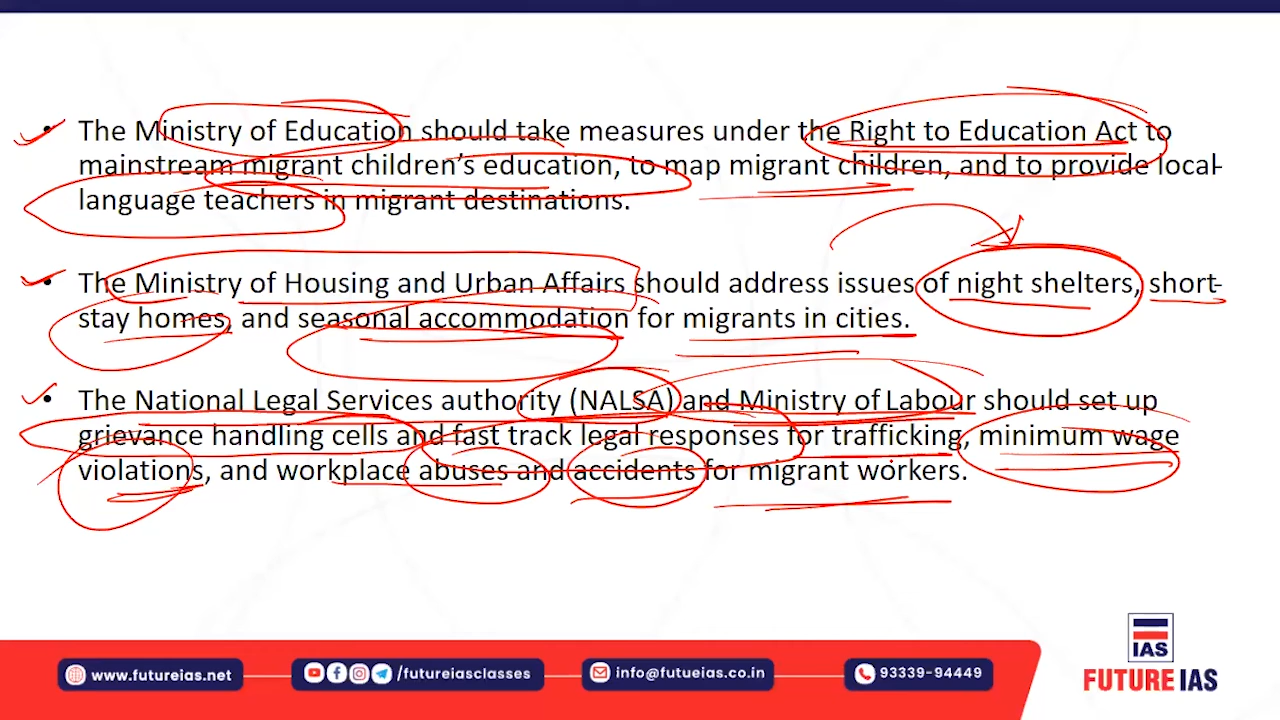 • The Ministry of Education should take measures under the Right to Education Act to
mainstream migrant children’s education, to map migrant children, and to provide local-
language teachers in migrant destinations.
• The Ministry of Housing and Urban Affairs should address issues of night shelters, short-
stay homes, and seasonal accommodation for migrants in cities.
• The National Legal Services authority (NALSA) and Ministry of Labour should set up
grievance handling cells and fast track legal responses for trafficking, minimum wage
violations, and workplace abuses and accidents for migrant workers.
IAS
FUTURE IAS
www.futureias.net
/futureiasclasses
info@futueias.co.in
93339-94449